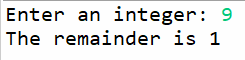 Enter an integer: 9
The remainder is 1